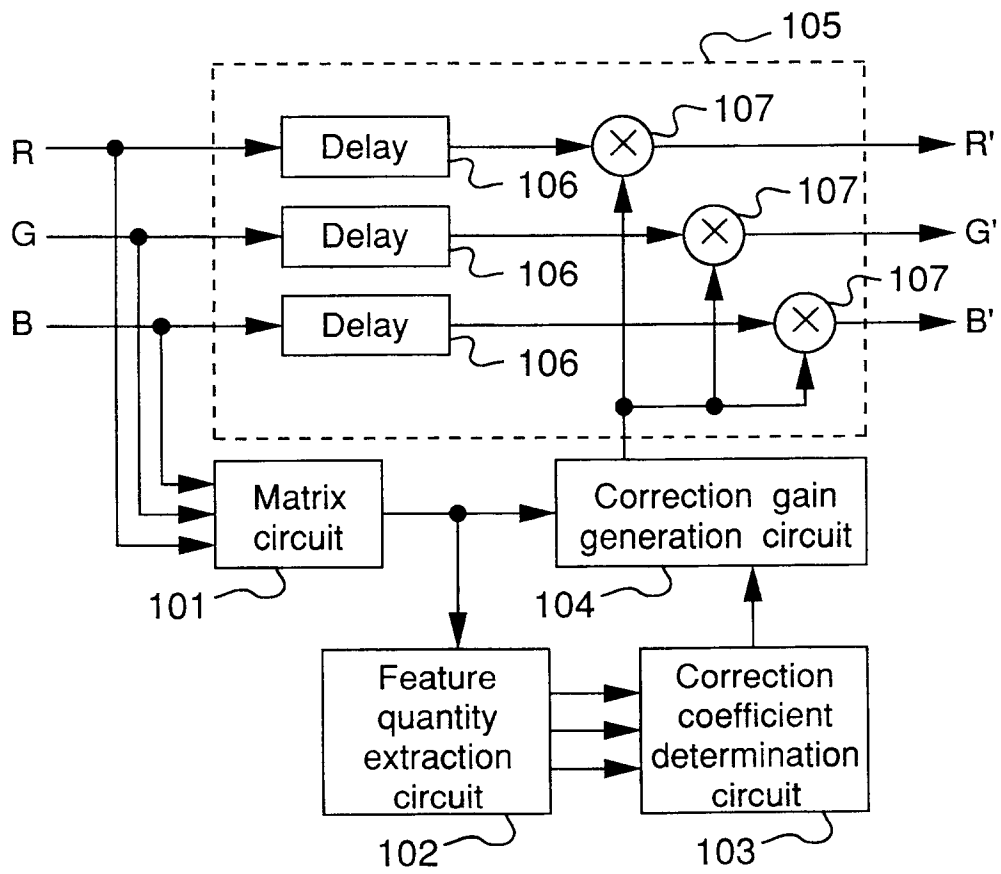 105
R
Delay
106
107
R'
G
Delay
106
107
G'
B
Delay
106
107
B'
Matrix
circuit
101
Correction gain
generation circuit
104
Feature
quantity
extraction
circuit
102
Correction
coefficient
determination
circuit
103